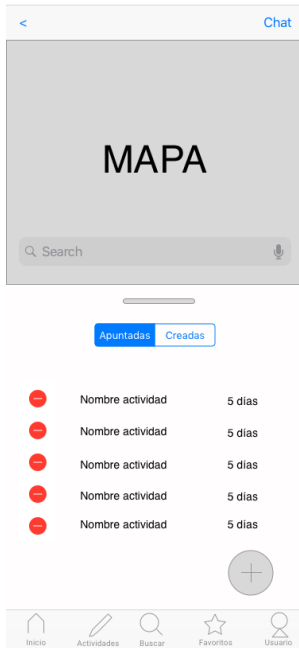 < Chat
MAPA
Search
Apuntadas Creadas
Nombre actividad 5 días
Nombre actividad 5 días
Nombre actividad 5 días
Nombre actividad 5 días
Nombre actividad 5 días
Inicio Actividades Buscar Favoritos Usuario